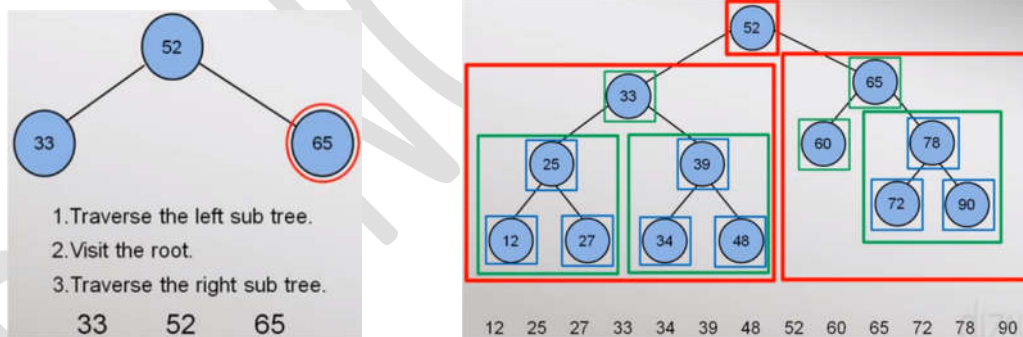 52
33 65
1.Traverse the left sub tree.
2.Visit the root.
3.Traverse the right sub tree.
33 52 65
52
65
33
60 78
25 39
72 90
12 27 34 48
12 25 27 33 34 39 48 52 60 65 72 78 90